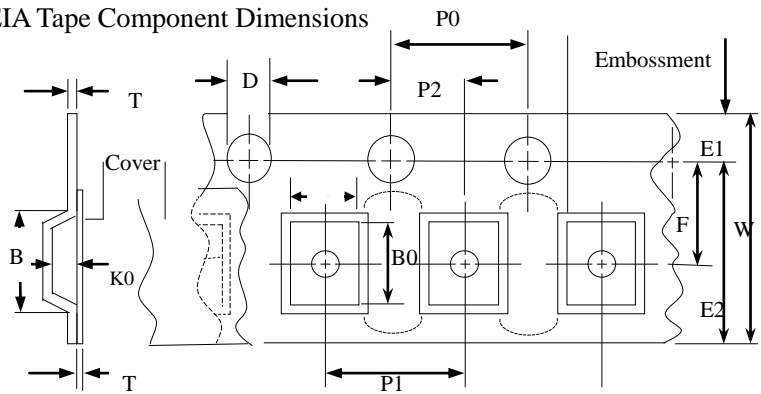 EIA Tape Component Dimensions
P0
Embossment
D
P2
T
E1
Cover
F
W
B
B0
K0
E2
P1
T